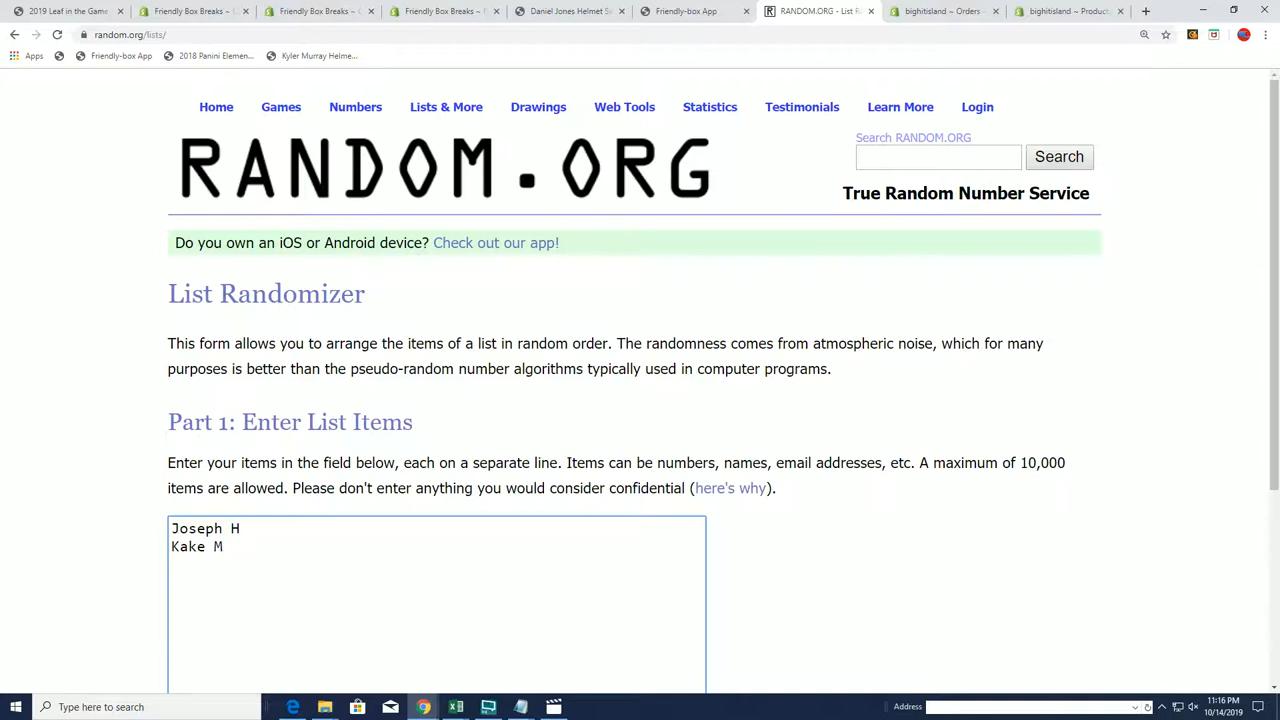 2019 Leaf in the Game
Friendly Box Breaks
2019 Friendly Box Breaks
Friendly Box Breaks
Daniel Jones Helmet S
Friendly-box App
RANDOM.ORG - List R
bighitisland ~ Orders
bighitisland ~ Product
random.org/lists/
Apps
Friendly-box App
2018 Panini Elemen...
Kyler Murray Helme...
Home
Games
Numbers
Lists & More
Drawings
Web Tools
Statistics
Testimonials
Learn More
Login
RANDOM.ORG
Search RANDOM.ORG
Search
True Random Number Service
Do you own an iOS or Android device? Check out our app!
List Randomizer
This form allows you to arrange the items of a list in random order. The randomness comes from atmospheric noise, which for many
purposes is better than the pseudo-random number algorithms typically used in computer programs.
Part 1: Enter List Items
Enter your items in the field below, each on a separate line. Items can be numbers, names, email addresses, etc. A maximum of 10,000
items are allowed. Please don't enter anything you would consider confidential (here's why).
Joseph H
Kake M
Type here to search
Address
11:16 PM
10/14/2019